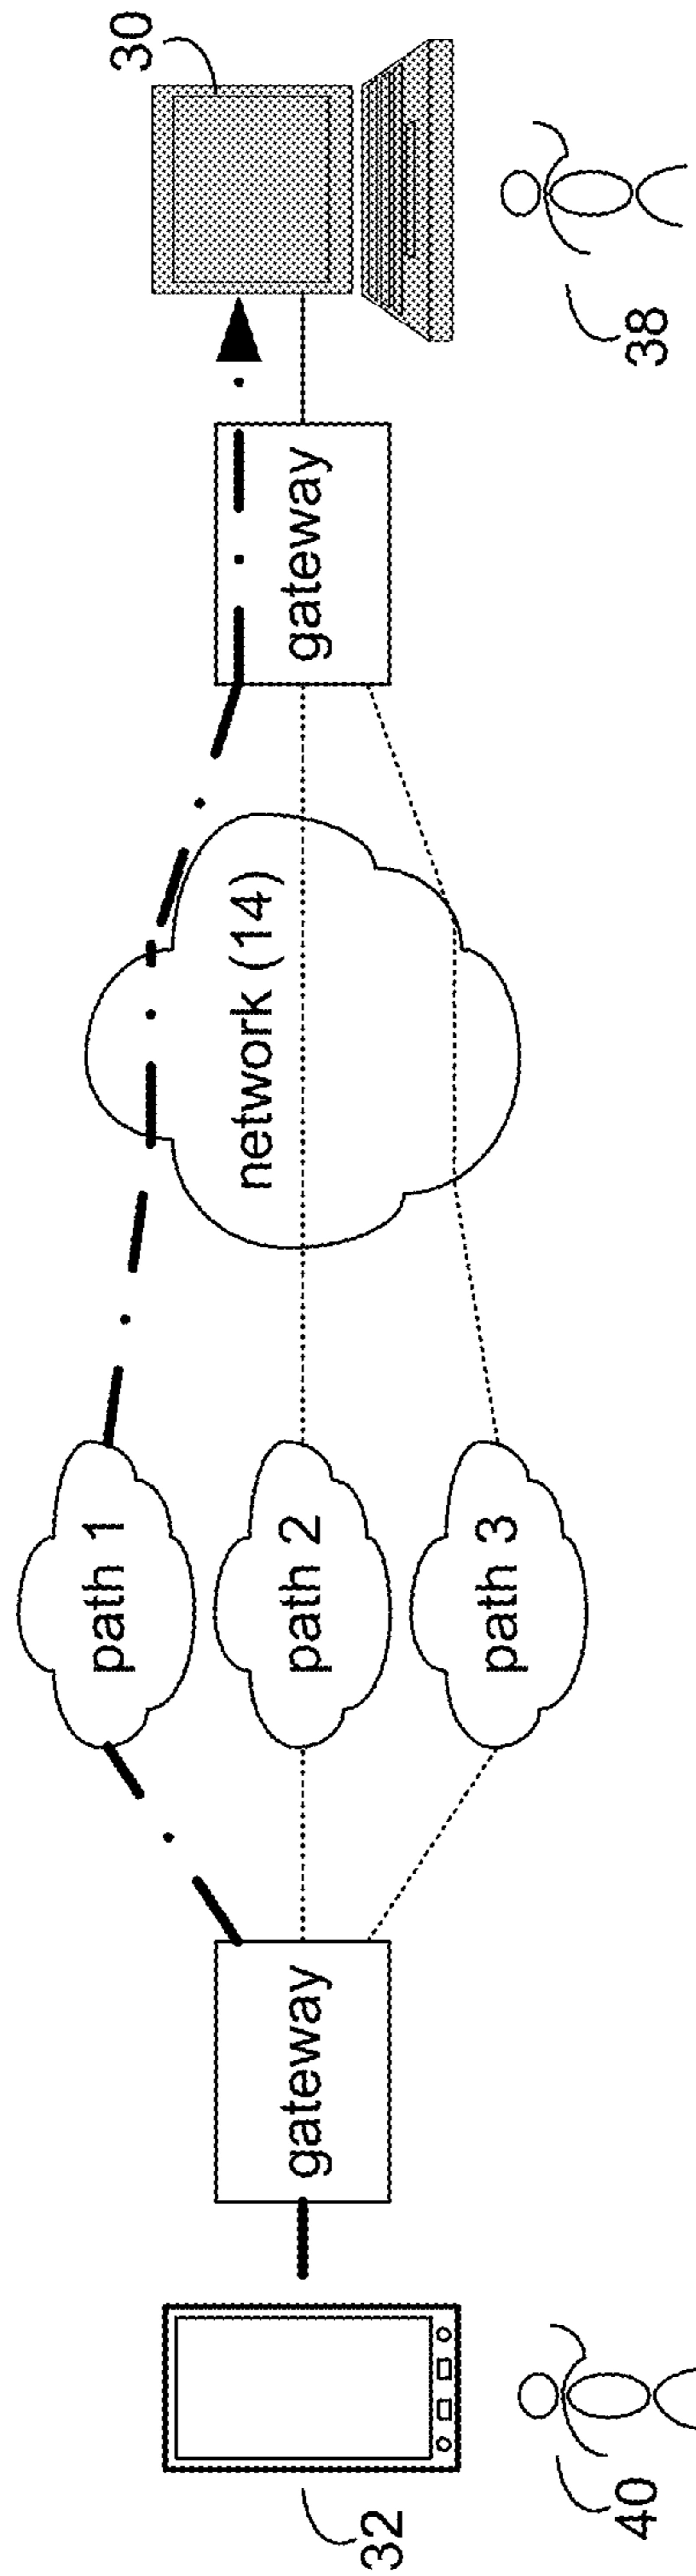 30
38
gateway
network (14)
path 1
path 2
path 3
gateway
32
40